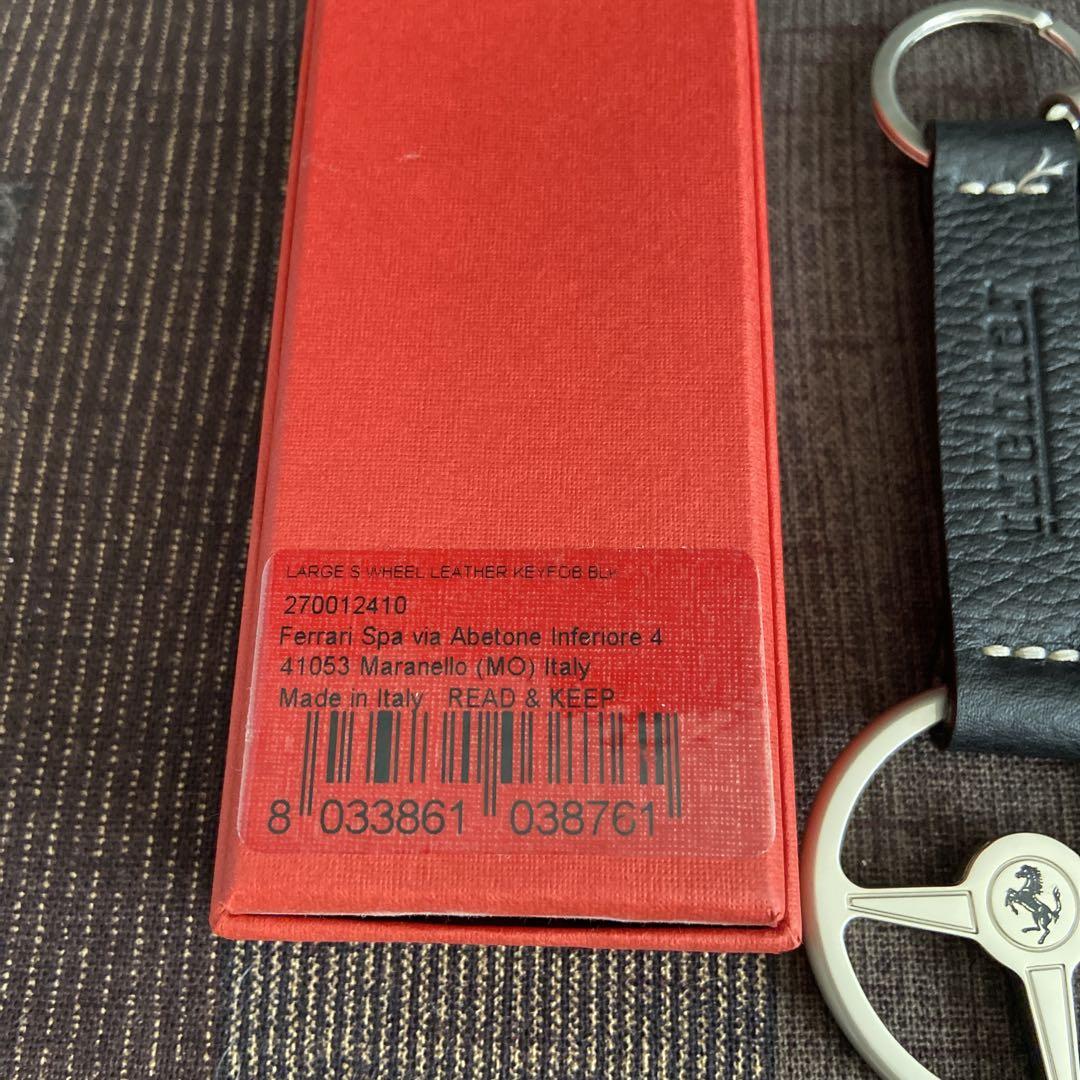 LARGE S WHEEL LEATHER KEYFOB BLK
270012410
Ferrari Spa via Abetone Inferiore 4
41053 Maranello (MO) Italy
Made in Italy READ & KEEP
8 033861 038761
Ferrari